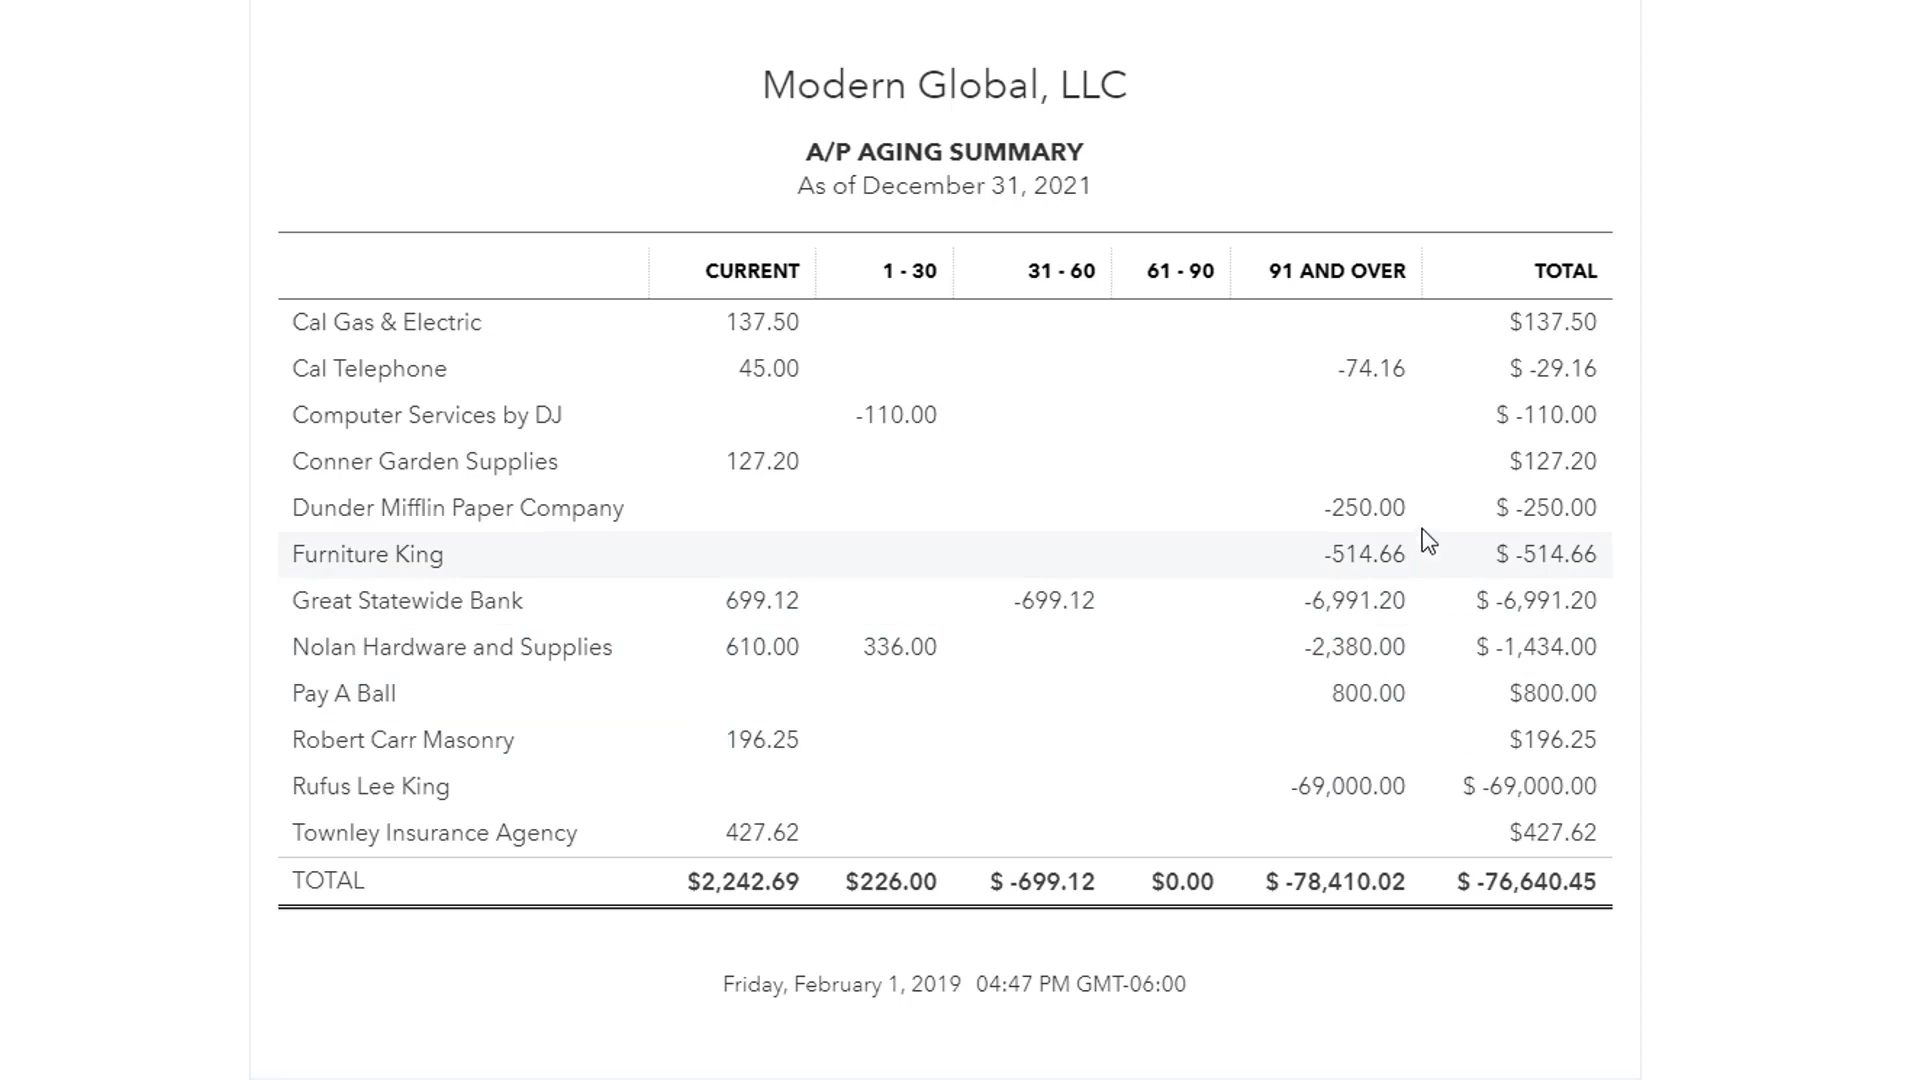 Modern Global, LLC
A/P AGING SUMMARY
As of December 31, 2021
CURRENT 1 - 30 31 - 60 61 - 90 91 AND OVER TOTAL
Cal Gas & Electric 137.50 $137.50
Cal Telephone 45.00 -74.16 $ -29.16
Computer Services by DJ -110.00 $ -110.00
Conner Garden Supplies 127.20 $127.20
Dunder Mifflin Paper Company -250.00 $ -250.00
Furniture King -514.66 $ -514.66
Great Statewide Bank 699.12 -699.12 -6,991.20 $ -6,991.20
Nolan Hardware and Supplies 610.00 336.00 -2,380.00 $ -1,434.00
Pay A Ball 800.00 $800.00
Robert Carr Masonry 196.25 $196.25
Rufus Lee King -69,000.00 $ -69,000.00
Townley Insurance Agency 427.62 $427.62
TOTAL $2,242.69 $226.00 $ -699.12 $0.00 $ -78,410.02 $ -76,640.45
Friday, February 1, 2019 04:47 PM GMT-06:00